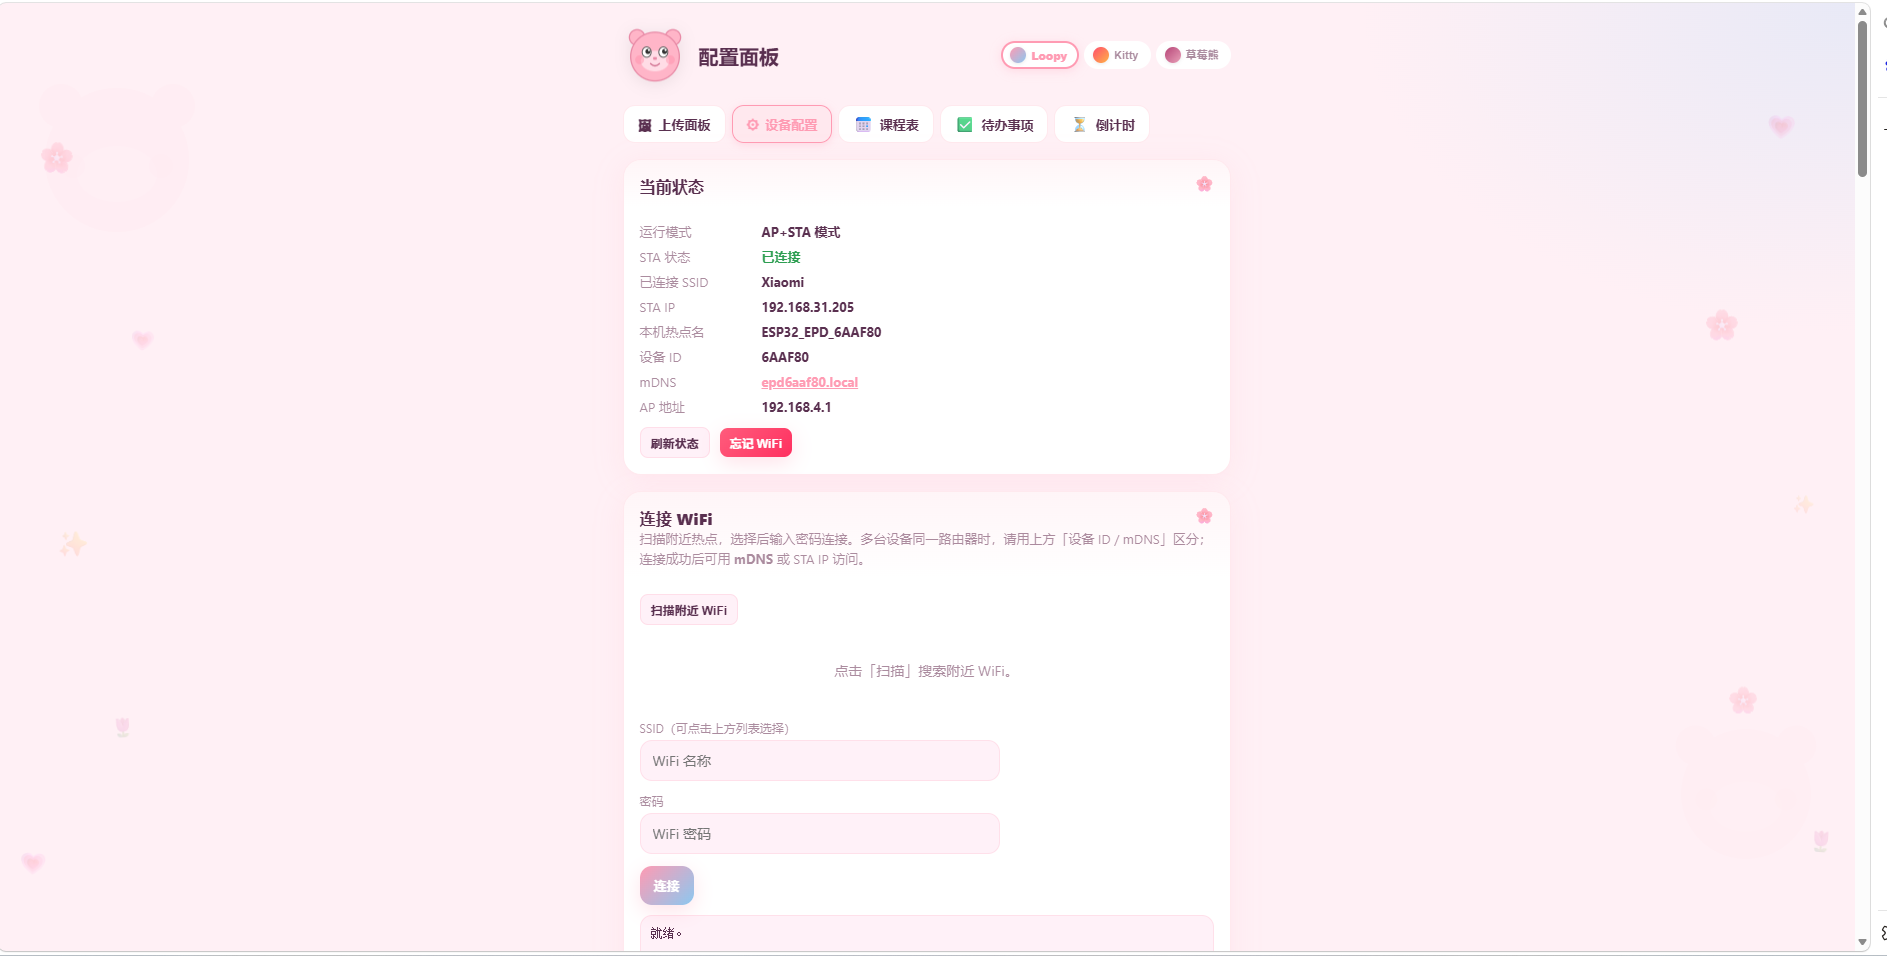 配置面板
Loopy
Kitty
草莓熊
上传面板
设备配置
课程表
待办事项
倒计时
当前状态
运行模式 AP+STA 模式
STA 状态 已连接
已连接 SSID Xiaomi
STA IP 192.168.31.205
本机热点名 ESP32_EPD_6AAF80
设备 ID 6AAF80
mDNS epd6aaf80.local
AP 地址 192.168.4.1
刷新状态 忘记 WiFi
连接 WiFi
扫描附近热点，选择后输入密码连接。多台设备同一路由器时，请用上方「设备 ID / mDNS」区分；
连接成功后可用 mDNS 或 STA IP 访问。
扫描附近 WiFi
点击「扫描」搜索附近 WiFi。
SSID（可点击上方列表选择）
WiFi 名称
密码
WiFi 密码
连接
就绪。